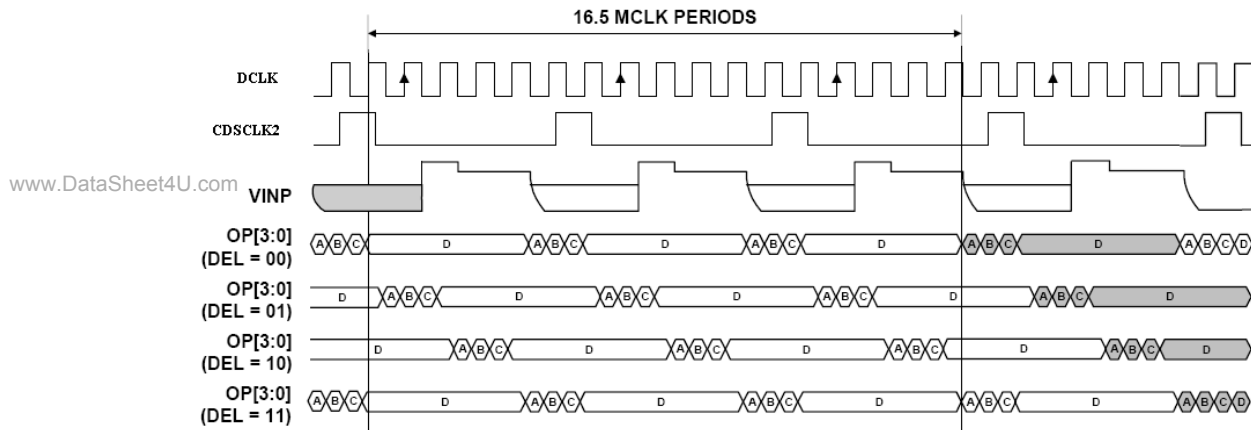 16.5 MCLK PERIODS
DCLK
CDSCLK2
www.DataSheet4U.com
VINP
OP[3:0]
(DEL = 00)
A B C D A B C D A B C D A B C D A B C D
OP[3:0]
(DEL = 01)
D A B C D A B C D A B C D A B C D
OP[3:0]
(DEL = 10)
D A B C D A B C D A B C D A B C D
OP[3:0]
(DEL = 11)
A B C D A B C D A B C D A B C D A B C D